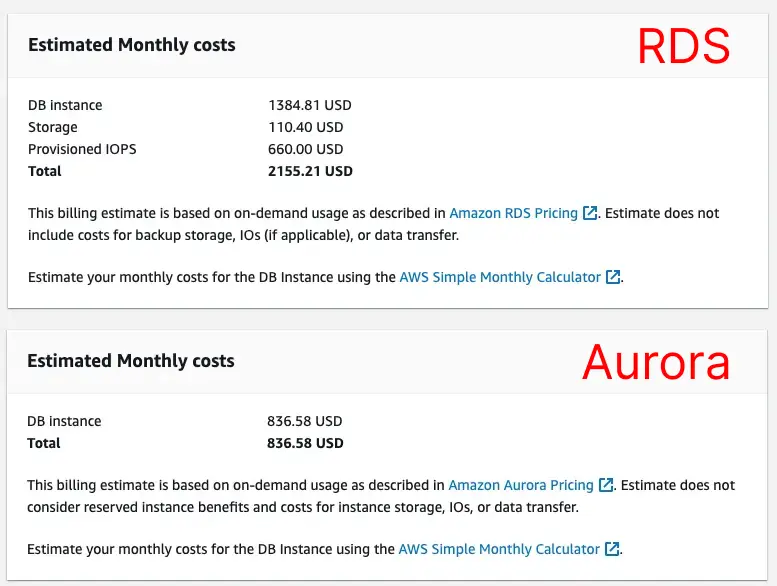 Estimated Monthly costs RDS
DB instance 1384.81 USD
Storage 110.40 USD
Provisioned IOPS 660.00 USD
Total 2155.21 USD
This billing estimate is based on on-demand usage as described in Amazon RDS Pricing. Estimate does not
include costs for backup storage, IOs (if applicable), or data transfer.
Estimate your monthly costs for the DB Instance using the AWS Simple Monthly Calculator.
Estimated Monthly costs Aurora
DB instance 836.58 USD
Total 836.58 USD
This billing estimate is based on on-demand usage as described in Amazon Aurora Pricing. Estimate does not
consider reserved instance benefits and costs for instance storage, IOs, or data transfer.
Estimate your monthly costs for the DB Instance using the AWS Simple Monthly Calculator.